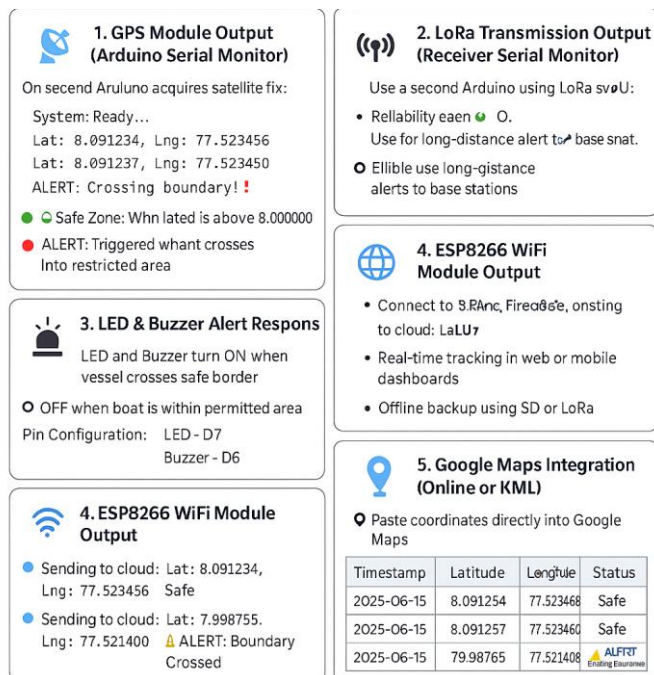 1. GPS Module Output
(Arduino Serial Monitor)
On secend Aruluno acquires satellite fix:
System: Ready...
Lat: 8.091234, Lng: 77.523456
Lat: 8.091237, Lng: 77.523450
ALERT: Crossing boundary!!
Safe Zone: Whn lated is above 8.000000
ALERT: Triggered whant crosses
Into restricted area
2. LoRa Transmission Output
(Receiver Serial Monitor)
Use a second Arduino using LoRa
Rellability eaen O.
Use for long-distance alert base snat.
Ellible use long-gistance
alerts to base stations
3. LED & Buzzer Alert Respons
LED and Buzzer turn ON when
vessel crosses safe border
OFF when boat is within permitted area
Pin Configuration: LED - D7
Buzzer - D6
4. ESP8266 WiFi
Module Output
Connect to onsting
to cloud: LaLU7
Real-time tracking in web or mobile
dashboards
Offline backup using SD or LoRa
4. ESP8266 WiFi Module
Output
Sending to cloud: Lat: 8.091234,
Lng: 77.523456 Safe
Sending to cloud: Lat: 7.998755.
Lng: 77.521400 ALERT: Boundary
Crossed
5. Google Maps Integration
(Online or KML)
Paste coordinates directly into Google
Maps
Timestamp Latitude Status
2025-06-15 8.091254 77.523468 Safe
2025-06-15 8.091257 77.523460 Safe
2025-06-15 79.98765 77.521408